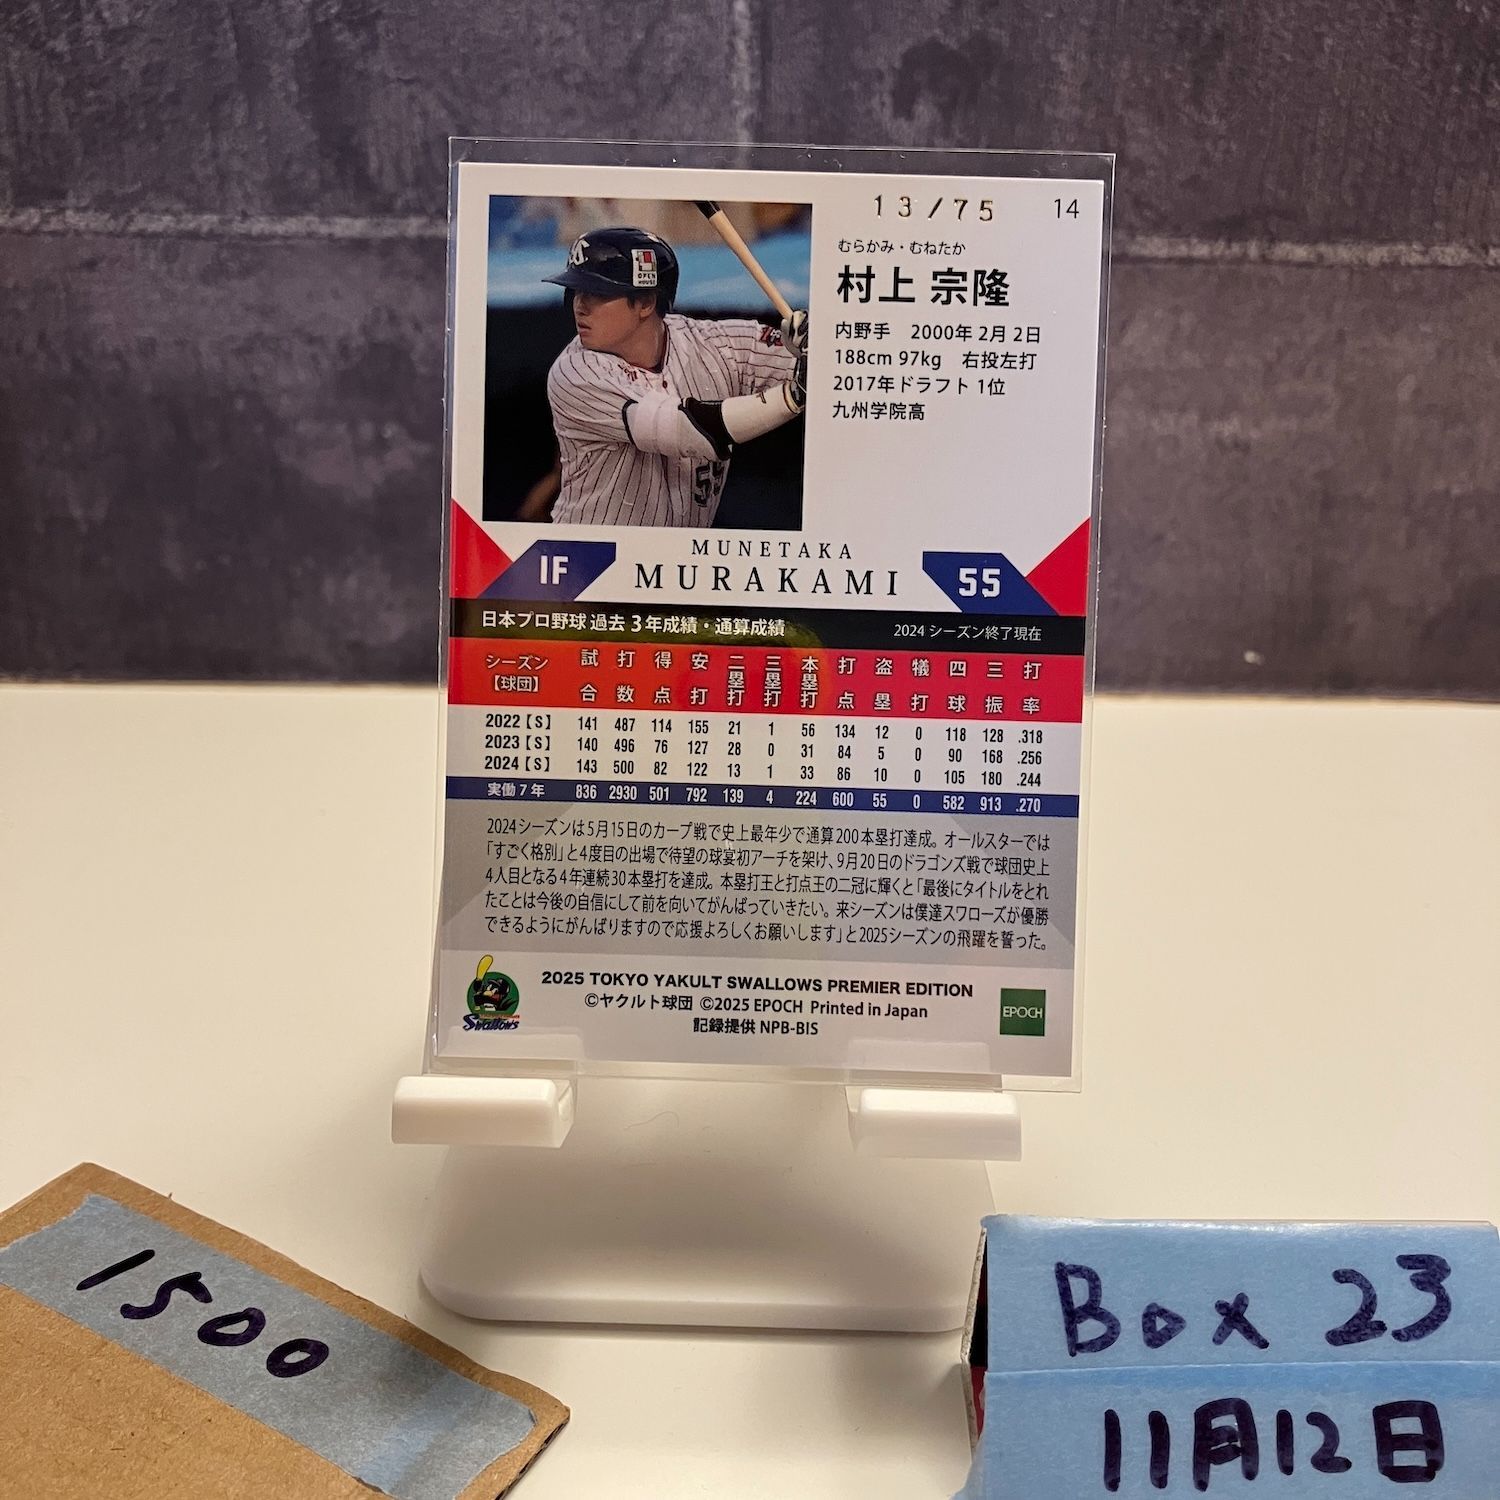 13/75
14
OPEN HOUSE
むらかみ・むねたか
村上 宗隆
内野手 2000年 2月 2日
188cm 97kg 右投左打
2017年ドラフト 1位
九州学院高
55
MUNETAKA
IF MURAKAMI 55
日本プロ野球 過去 3 年成績・通算成績 2024 シーズン終了現在
シーズン【球団】 試合 打数 得点 安打 二塁打 三塁打 本塁打 打点 盗塁 犠打 四球 三振 打率
2022【S】 141 487 114 155 21 1 56 134 12 0 118 128 .318
2023【S】 140 496 76 127 28 0 31 84 5 0 90 168 .256
2024【S】 143 500 82 122 13 1 33 86 10 0 105 180 .244
実働 7 年 836 2930 501 792 139 4 224 600 55 0 582 913 .270
2024シーズンは5月15日のカープ戦で史上最年少で通算200本塁打達成。オールスターでは
「すごく格別」と4度目の出場で待望の球宴初アーチを架け、9月20日のドラゴンズ戦で球団史上
4人目となる4年連続30本塁打を達成。本塁打王と打点王の二冠に輝くと「最後にタイトルをとれ
たことは今後の自信にして前を向いてがんばっていきたい。来シーズンは僕達スワローズが優勝
できるようにがんばりますので応援よろしくお願いします」と2025シーズンの飛躍を誓った。
Swallows
2025 TOKYO YAKULT SWALLOWS PREMIER EDITION
©ヤクルト球団 ©2025 EPOCH Printed in Japan
記録提供 NPB-BIS
EPOCH
1500
Box 23
11月12日